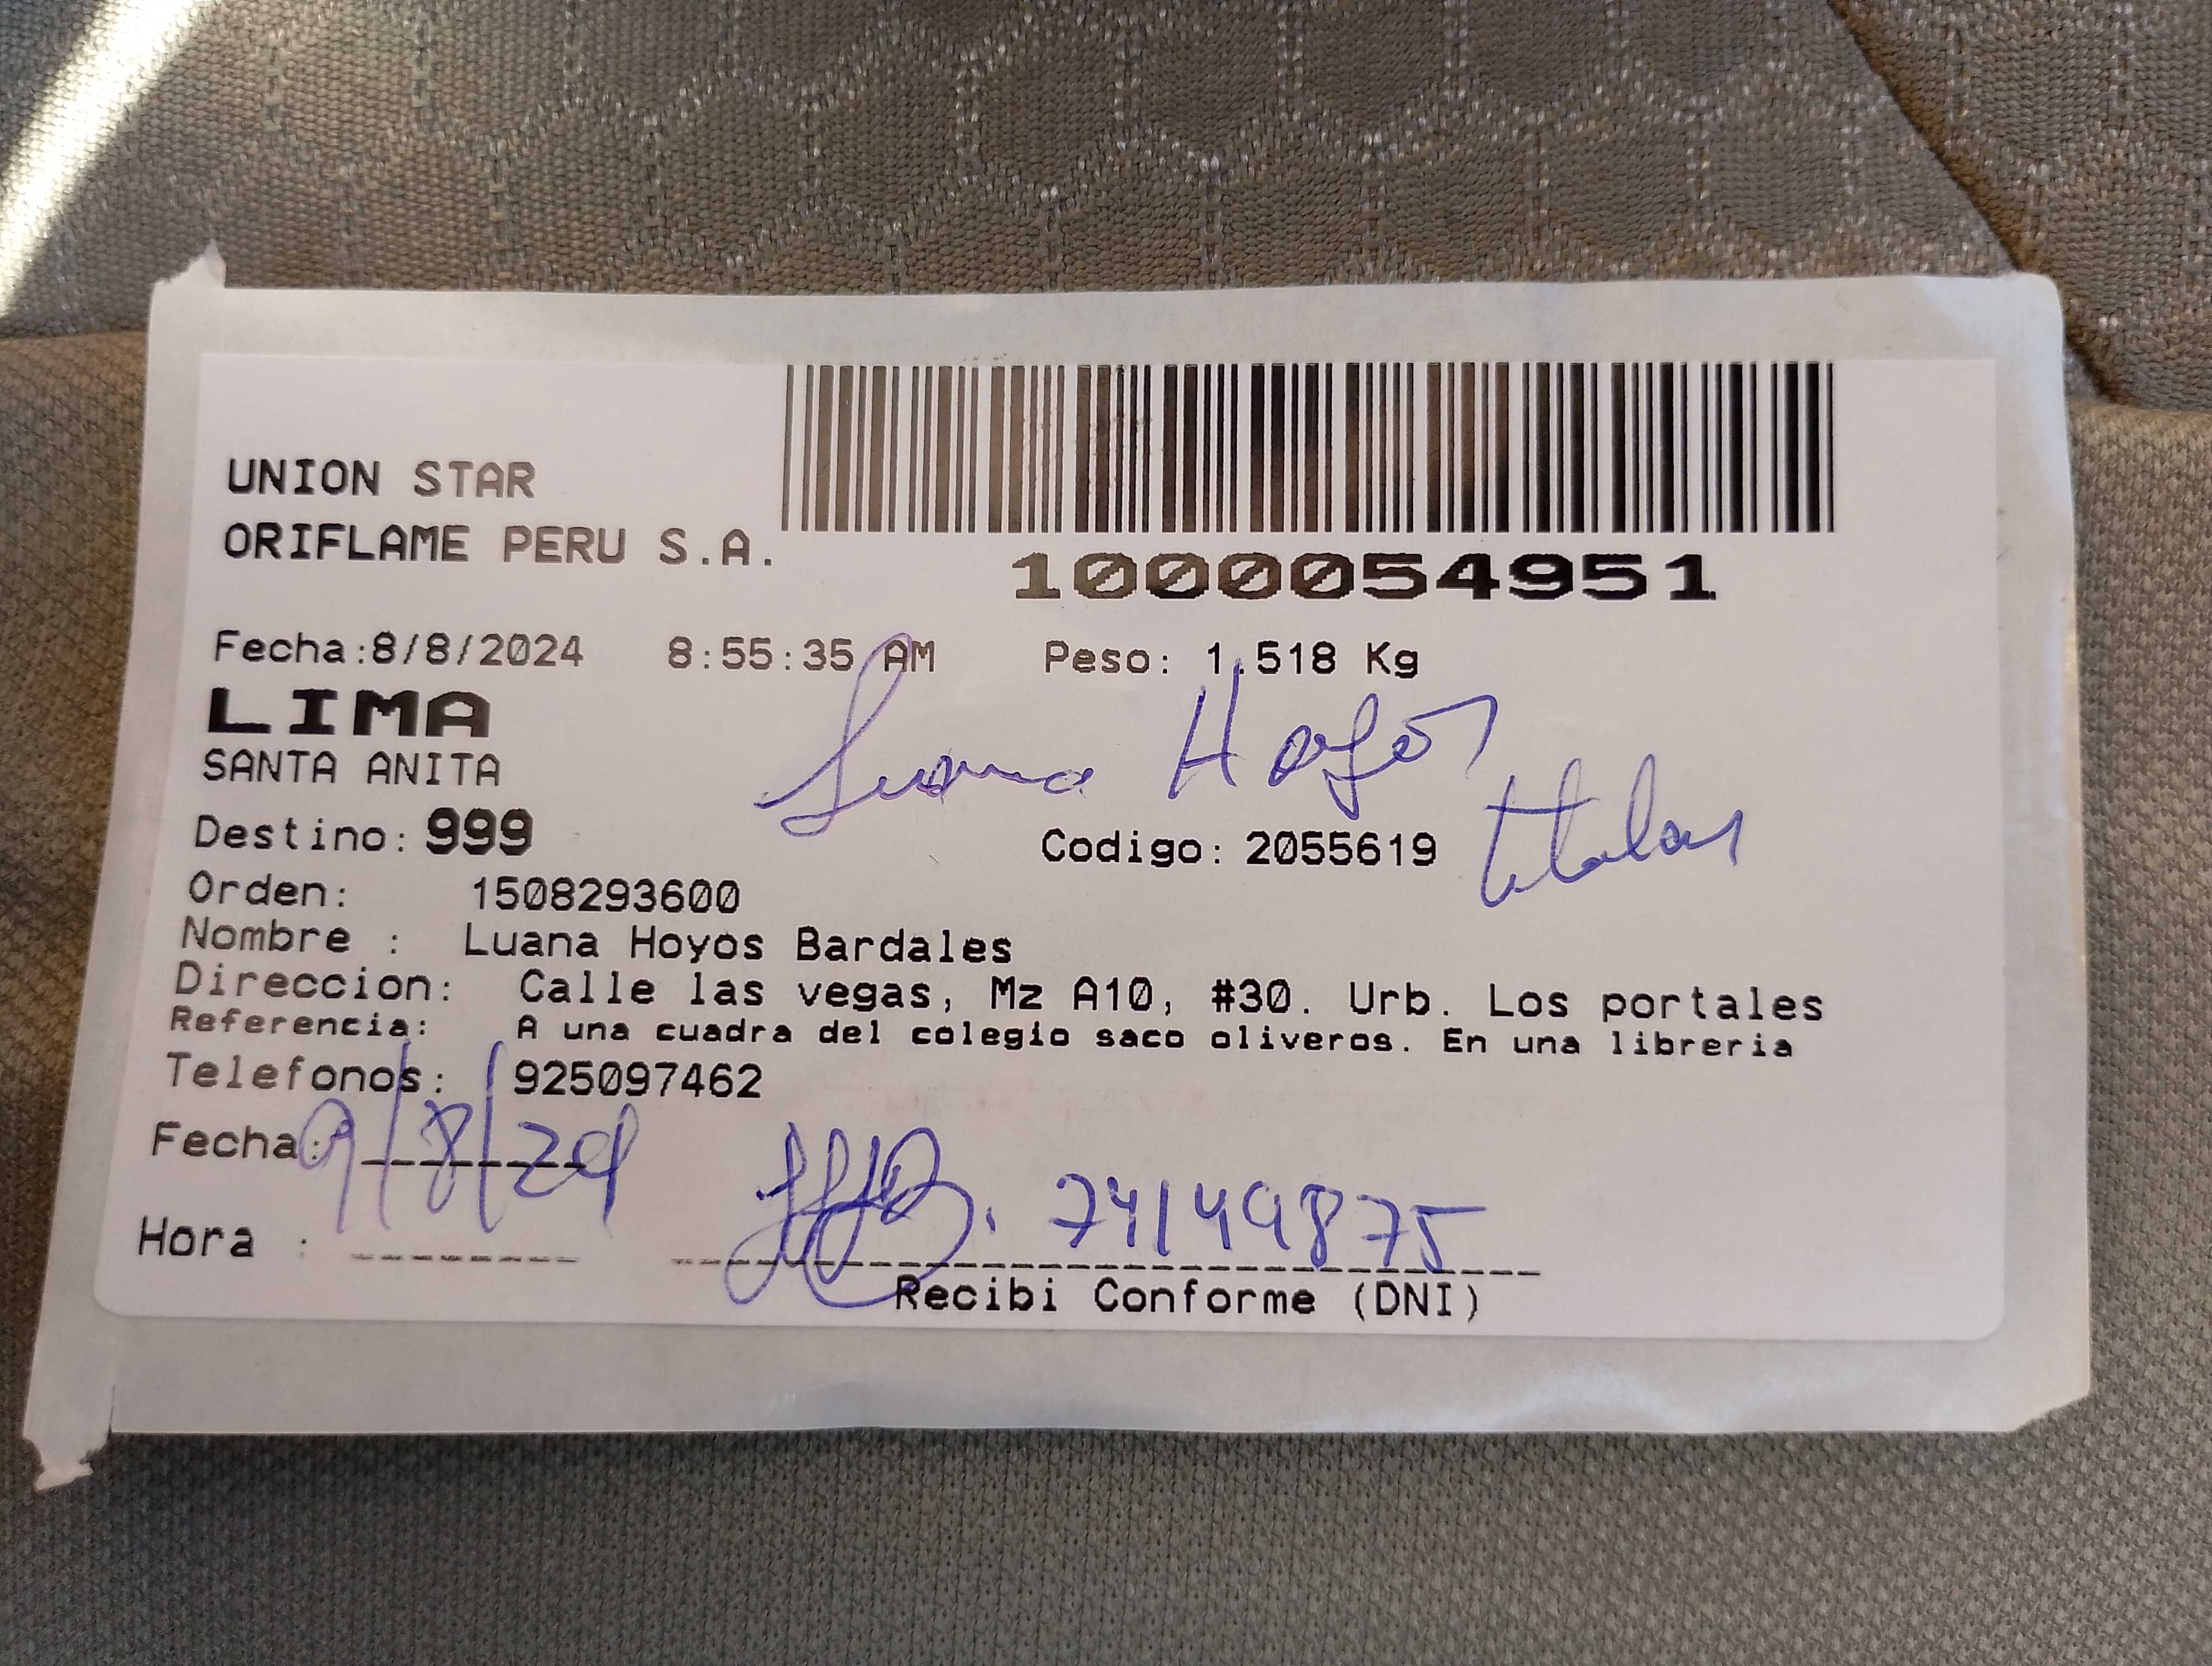 UNION STAR
ORIFLAME PERU S.A.
1000054951
Fecha:8/8/2024 8:55:35 AM Peso: 1.518 Kg
LIMA
SANTA ANITA
Luana Hoyos
titular
Destino: 999 Codigo: 2055619
Orden: 1508293600
Nombre : Luana Hoyos Bardales
Direccion: Calle las vegas, Mz A10, #30. Urb. Los portales
Referencia: A una cuadra del colegio saco oliveros. En una libreria
Telefonos: 925097462
Fecha: 9/8/24
74149875
Hora :
Recibi Conforme (DNI)